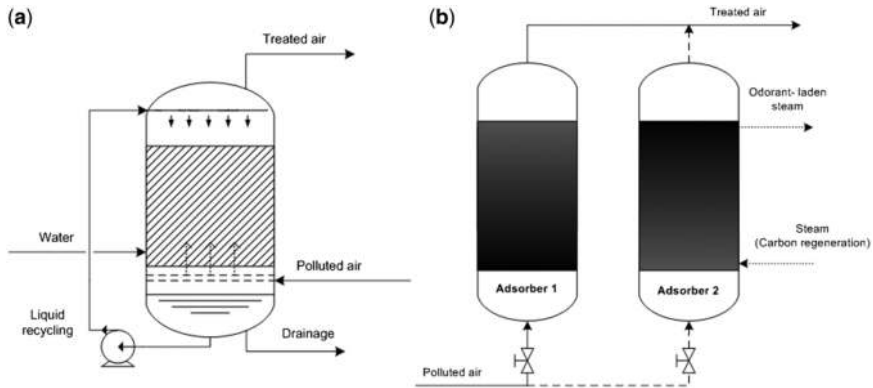 (a)
Treated air
Water
Polluted air
Liquid
recycling
Drainage
(b)
Treated air
Odorant- laden
steam
Steam
(Carbon regeneration)
Adsorber 1
Adsorber 2
Polluted air